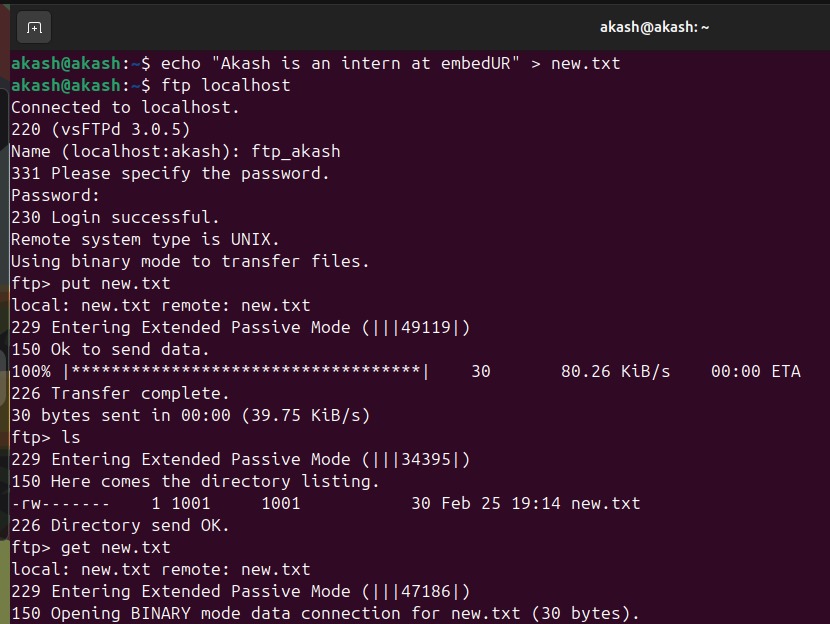 akash@akash: ~
akash@akash:~$ echo "Akash is an intern at embedUR" > new.txt
akash@akash:~$ ftp localhost
Connected to localhost.
220 (vsFTPd 3.0.5)
Name (localhost:akash): ftp_akash
331 Please specify the password.
Password:
230 Login successful.
Remote system type is UNIX.
Using binary mode to transfer files.
ftp> put new.txt
local: new.txt remote: new.txt
229 Entering Extended Passive Mode (|||49119|)
150 Ok to send data.
100% |***********************************|    30       80.26 KiB/s    00:00 ETA
226 Transfer complete.
30 bytes sent in 00:00 (39.75 KiB/s)
ftp> ls
229 Entering Extended Passive Mode (|||34395|)
150 Here comes the directory listing.
-rw-------    1 1001     1001           30 Feb 25 19:14 new.txt
226 Directory send OK.
ftp> get new.txt
local: new.txt remote: new.txt
229 Entering Extended Passive Mode (|||47186|)
150 Opening BINARY mode data connection for new.txt (30 bytes).